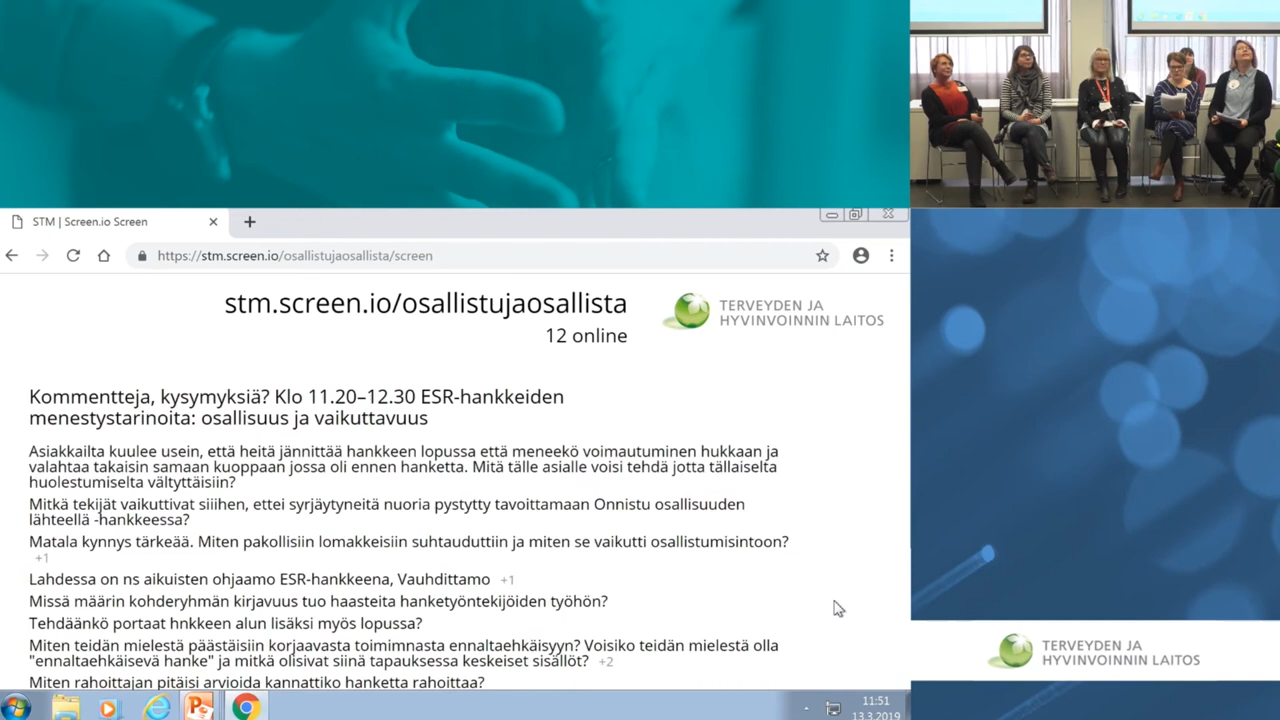 STM | Screen.io Screen
https://stm.screen.io/osallistujaosallista/screen
stm.screen.io/osallistujaosallista
12 online
TERVEYDEN JA
HYVINVOINNIN LAITOS
Kommentteja, kysymyksiä? Klo 11.20–12.30 ESR-hankkeiden
menestystarinoita: osallisuus ja vaikuttavuus
Asiakkailta kuulee usein, että heitä jännittää hankkeen lopussa että meneekö voimautuminen hukkaan ja
valahtaa takaisin samaan kuoppaan jossa oli ennen hanketta. Mitä tälle asialle voisi tehdä jotta tällaiselta
huolestumiselta vältyttäisiin?
Mitkä tekijät vaikuttivat siiihen, ettei syrjäytyneitä nuoria pystytty tavoittamaan Onnistu osallisuuden
lähteellä -hankkeessa?
Matala kynnys tärkeää. Miten pakollisiin lomakkeisiin suhtauduttiin ja miten se vaikutti osallistumisintoon?
+1
Lahdessa on ns aikuisten ohjaamo ESR-hankkeena, Vauhdittamo +1
Missä määrin kohderyhmän kirjavuus tuo haasteita hanketyöntekijöiden työhön?
Tehdäänkö portaat hnkkeen alun lisäksi myös lopussa?
Miten teidän mielestä päästäisiin korjaavasta toiminnasta ennaltaehkäisyyn? Voisiko teidän mielestä olla
"ennaltaehkäisevä hanke" ja mitkä olisivat siinä tapauksessa keskeiset sisällöt? +2
Miten rahoittajan pitäisi arvioida kannattiko hanketta rahoittaa?
11:51
13.3.2019
TERVEYDEN JA
HYVINVOINNIN LAITOS